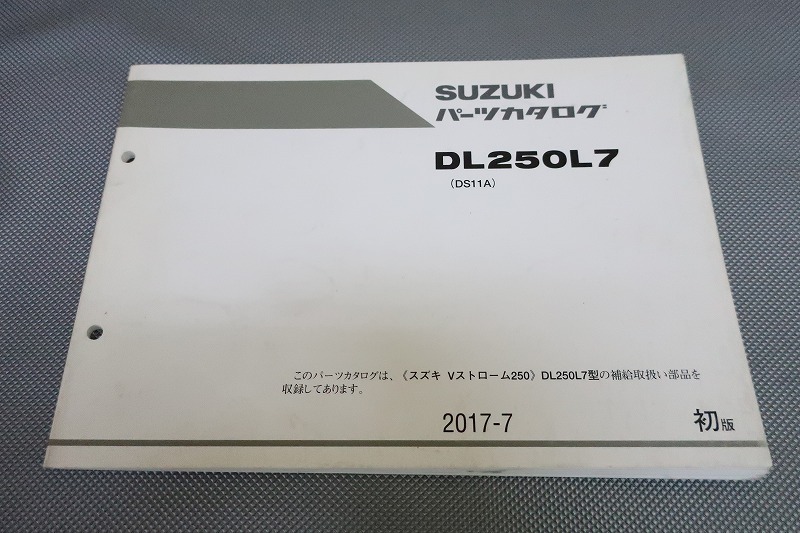 SUZUKI
パーツカタログ
DL250L7
(DS11A)
このパーツカタログは、《スズキ Vストローム250》DL250L7型の補給取扱い部品を
収録してあります。
2017-7
初版